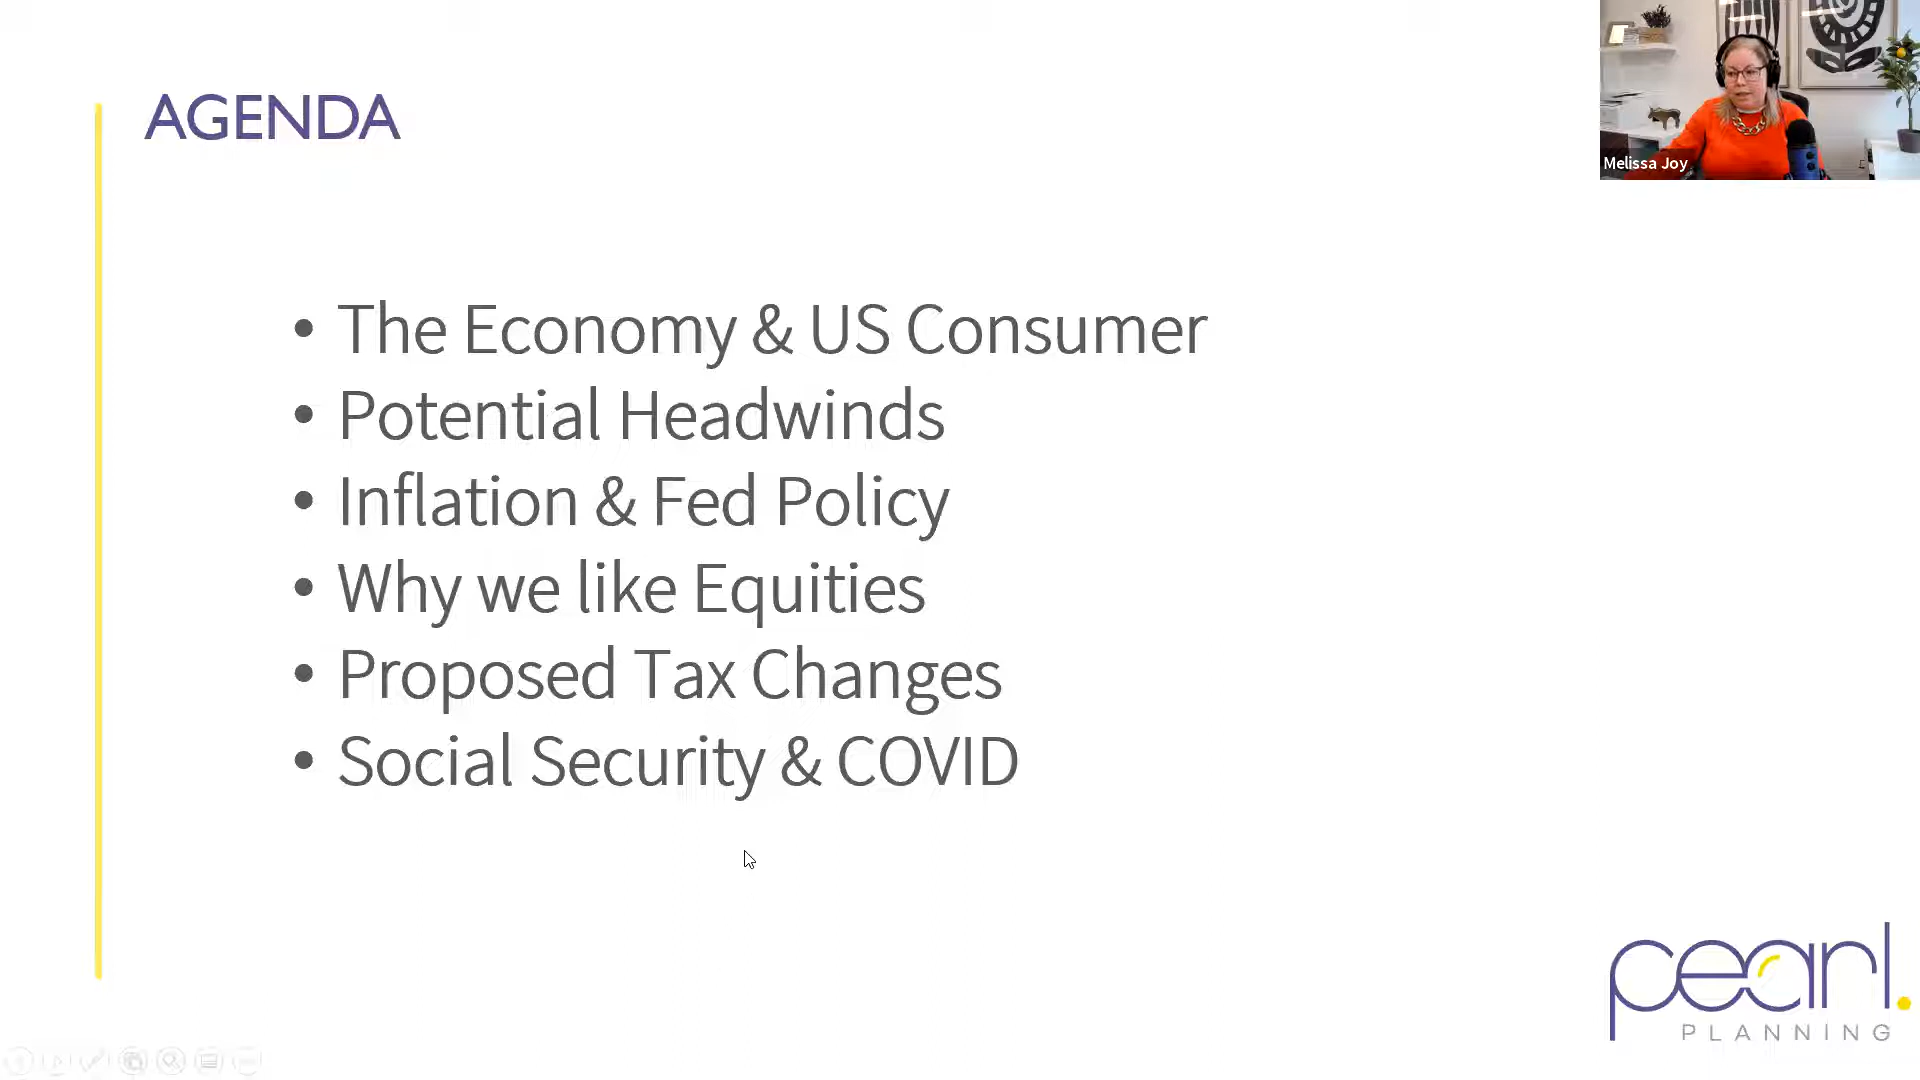 AGENDA
Melissa Joy
• The Economy & US Consumer
• Potential Headwinds
• Inflation & Fed Policy
• Why we like Equities
• Proposed Tax Changes
• Social Security & COVID
pearl.
PLANNING